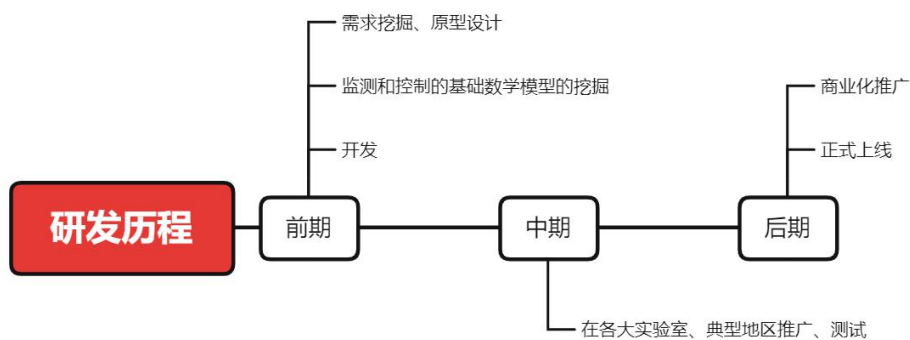 需求挖掘、原型设计
监测和控制的基础数学模型的挖掘
开发
商业化推广
正式上线
研发历程
前期
中期
后期
在各大实验室、典型地区推广、测试